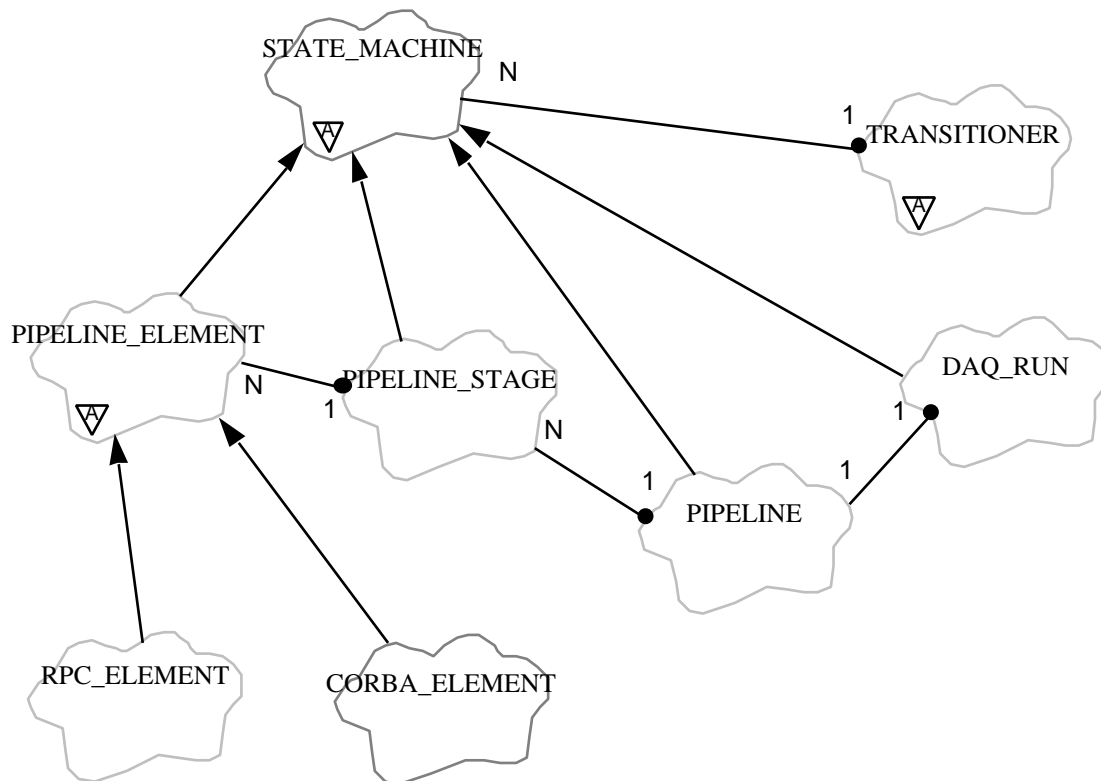 STATE_MACHINE
N
A
1
TRANSITIONER
A
PIPELINE_ELEMENT
N
A
1
PIPELINE_STAGE
N
DAQ_RUN
1
1
1
PIPELINE
RPC_ELEMENT
CORBA_ELEMENT